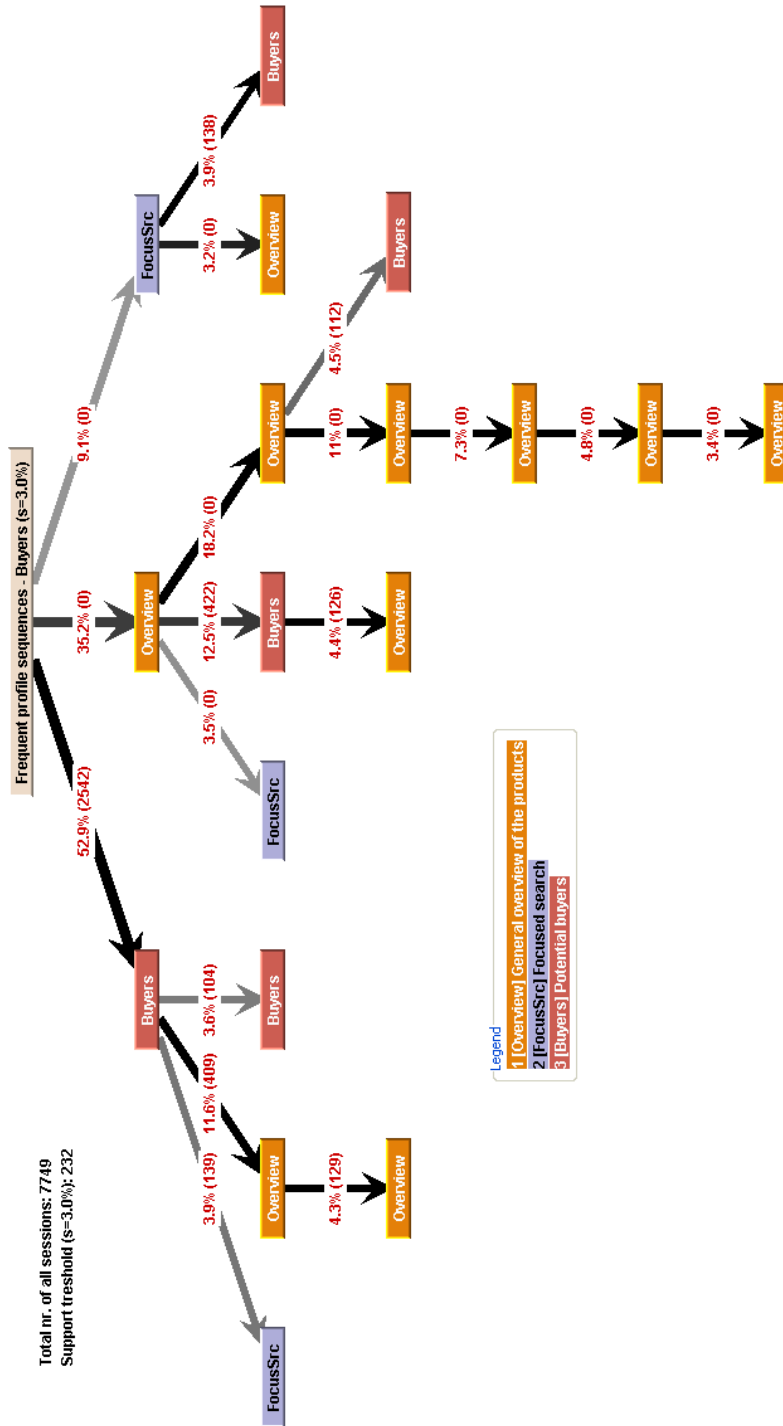 Total nr. of all sessions: 7749
Support treshold (s=3.0%): 232
Frequent profile sequences - Buyers (s=3.0%)
52.9% (2542)
35.2% (0)
9.1% (0)
Buyers
Overview
FocusSrc
3.9% (139)
11.6% (409)
3.6% (104)
3.5% (0)
12.5% (422)
18.2% (0)
3.2% (0)
3.9% (138)
FocusSrc
Overview
Buyers
FocusSrc
Buyers
Overview
Overview
Buyers
4.3% (129)
4.4% (126)
11% (0)
4.5% (112)
Overview
Overview
Overview
Buyers
7.3% (0)
Overview
4.8% (0)
Overview
3.4% (0)
Overview
Legend
1 [Overview] General overview of the products
2 [FocusSrc] Focused search
3 [Buyers] Potential buyers